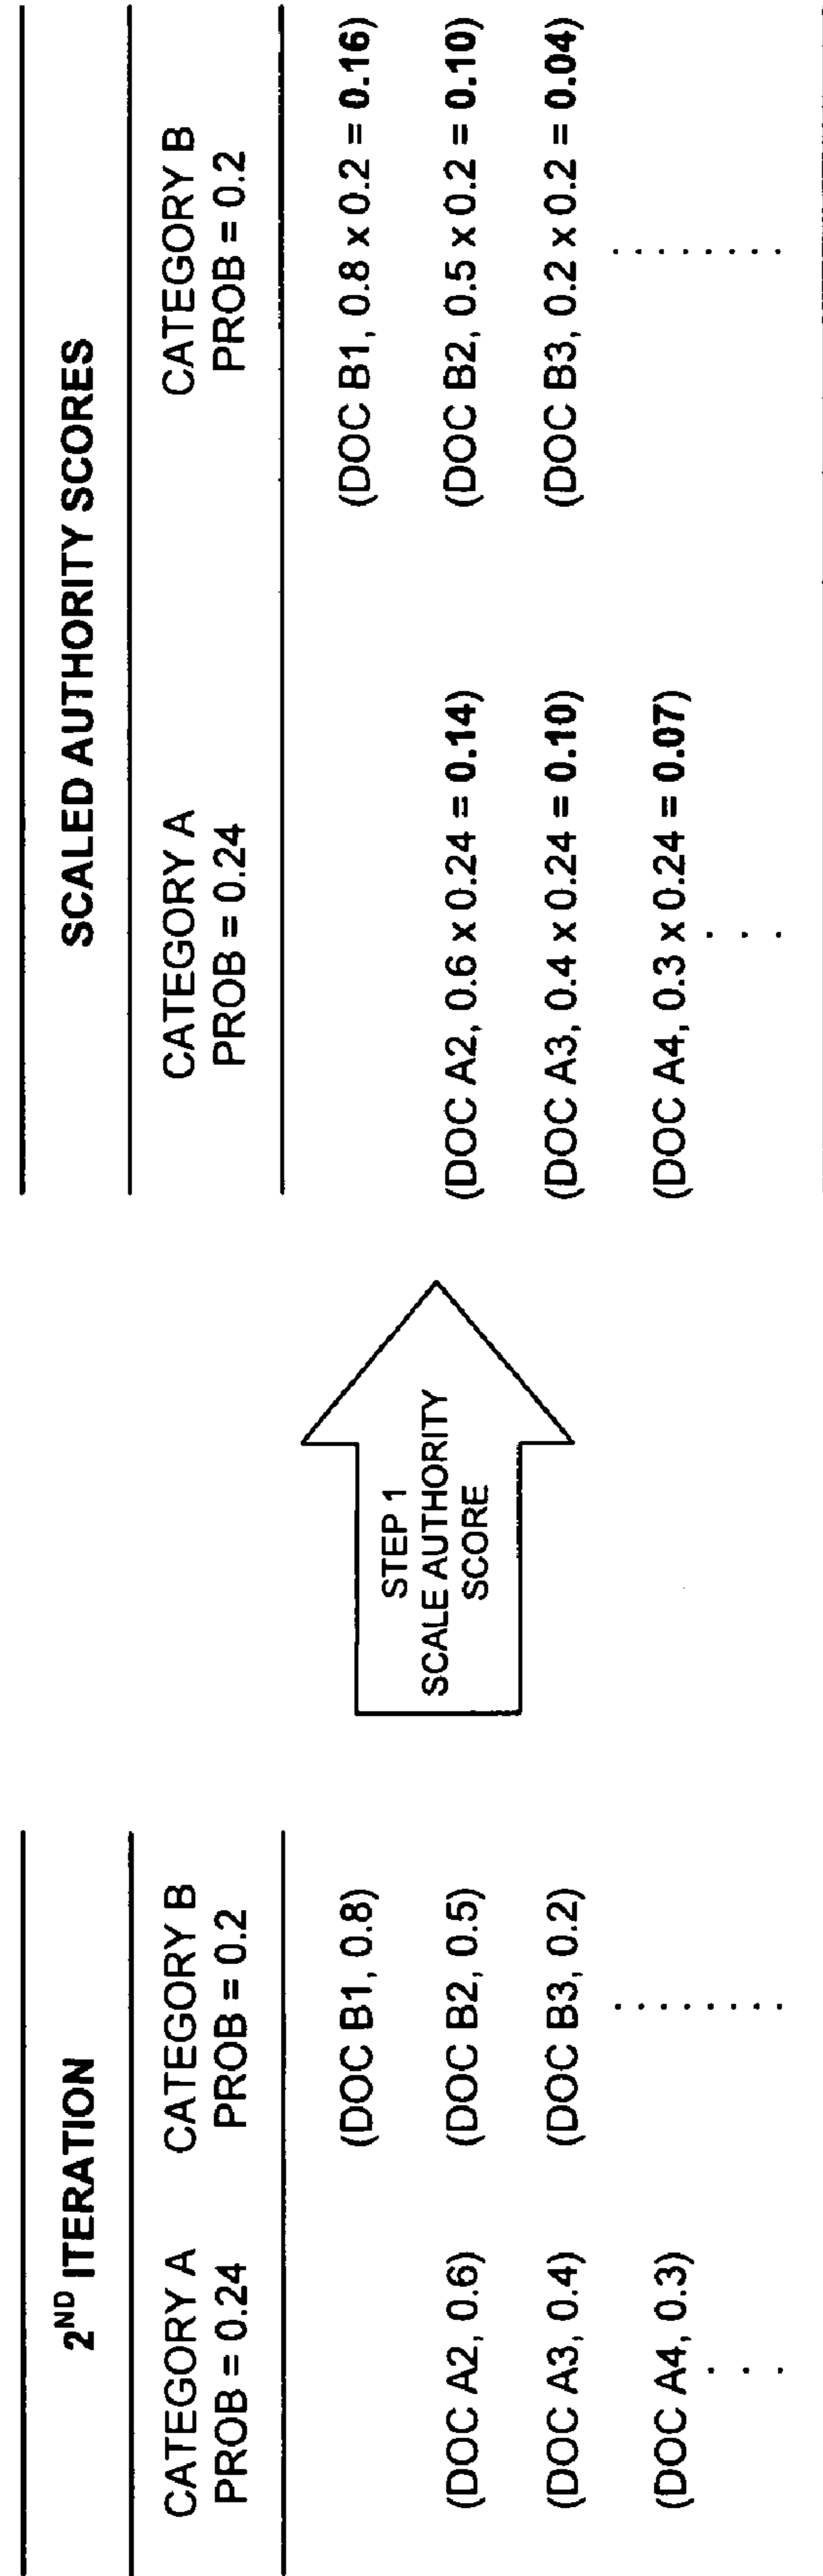 2ND ITERATION
CATEGORY A CATEGORY B
PROB = 0.24 PROB = 0.2
(DOC B1, 0.8)
(DOC A2, 0.6) (DOC B2, 0.5)
(DOC A3, 0.4) (DOC B3, 0.2)
(DOC A4, 0.3)
STEP 1
SCALE AUTHORITY
SCORE
SCALED AUTHORITY SCORES
CATEGORY A CATEGORY B
PROB = 0.24 PROB = 0.2
(DOC B1, 0.8 x 0.2 = 0.16)
(DOC A2, 0.6 x 0.24 = 0.14) (DOC B2, 0.5 x 0.2 = 0.10)
(DOC A3, 0.4 x 0.24 = 0.10) (DOC B3, 0.2 x 0.2 = 0.04)
(DOC A4, 0.3 x 0.24 = 0.07)